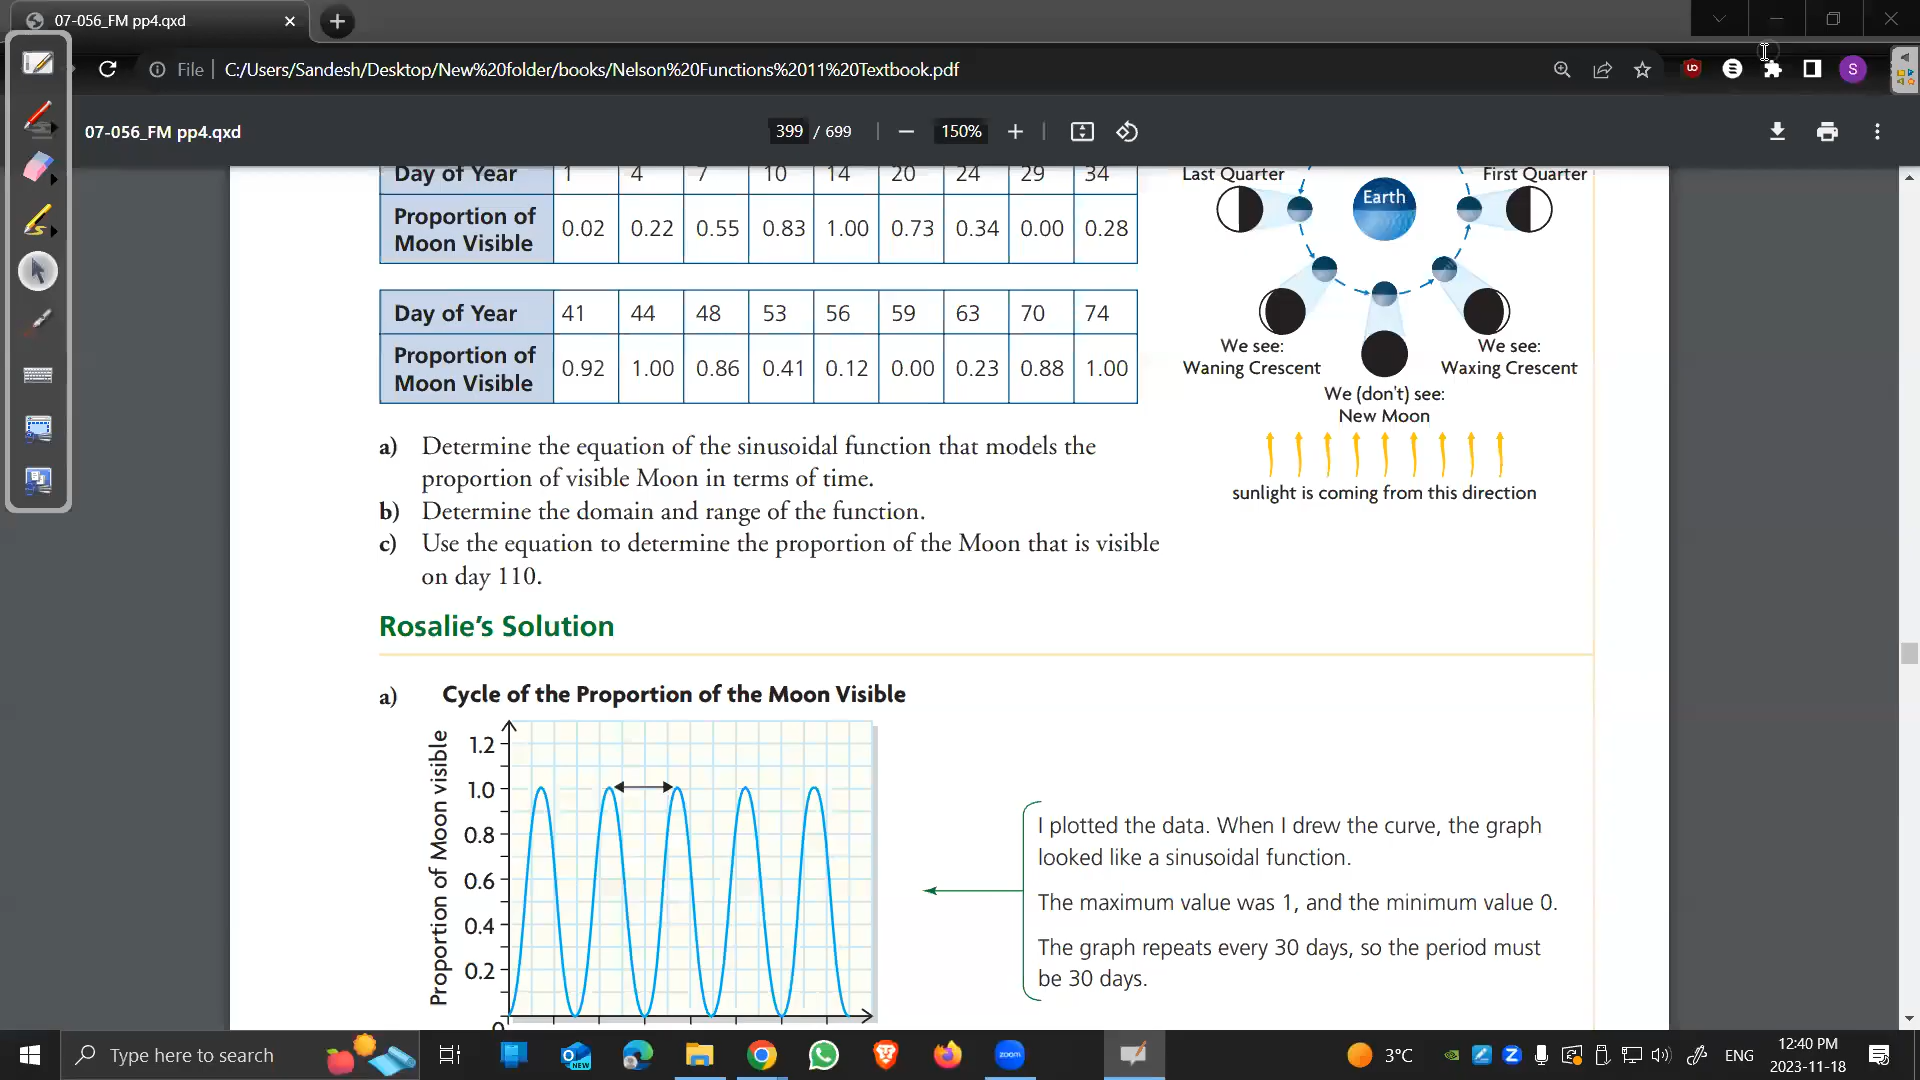 07-056_FM pp4.qxd
File
C:/Users/Sandesh/Desktop/New%20folder/books/Nelson%20Functions%2011%20Textbook.pdf
S
07-056_FM pp4.qxd
399 / 699
150%
Day of Year 1 4 7 10 14 20 24 29 34
Proportion of
Moon Visible
0.02 0.22 0.55 0.83 1.00 0.73 0.34 0.00 0.28
Day of Year 41 44 48 53 56 59 63 70 74
Proportion of
Moon Visible
0.92 1.00 0.86 0.41 0.12 0.00 0.23 0.88 1.00
Last Quarter
Earth
First Quarter
We see:
Waning Crescent
We see:
Waxing Crescent
We (don't) see:
New Moon
sunlight is coming from this direction
a) Determine the equation of the sinusoidal function that models the
proportion of visible Moon in terms of time.
b) Determine the domain and range of the function.
c) Use the equation to determine the proportion of the Moon that is visible
on day 110.
Rosalie's Solution
a) Cycle of the Proportion of the Moon Visible
Proportion of Moon visible
1.2
1.0
0.8
0.6
0.4
0.2
0
I plotted the data. When I drew the curve, the graph
looked like a sinusoidal function.
The maximum value was 1, and the minimum value 0.
The graph repeats every 30 days, so the period must
be 30 days.
Type here to search
NEW
zoom
3°C
ENG
12:40 PM
2023-11-18